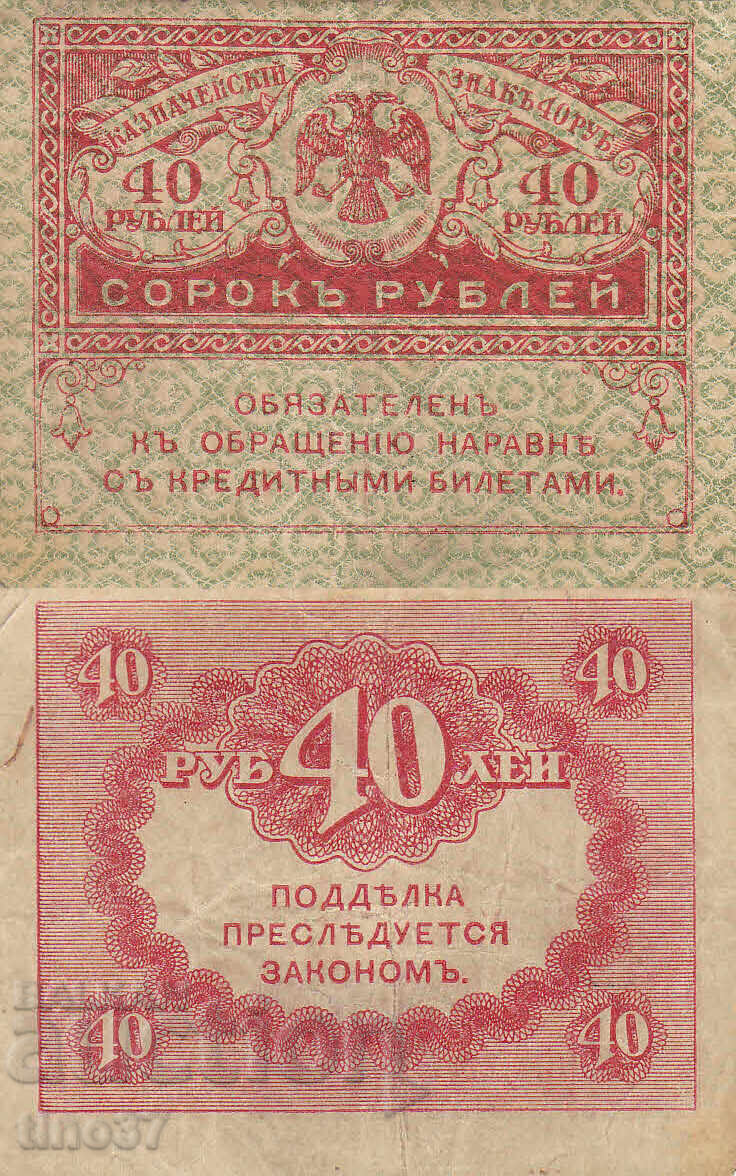 КАЗНАЧЕЙСКІЙ ЗНАКЪ 40 РУБ
40 РУБЛЕЙ
40 РУБЛЕЙ
СОРОКЪ РУБЛЕЙ
ОБЯЗАТЕЛЕНЪ
КЪ ОБРАЩЕНІЮ НАРАВНѢ
СЪ КРЕДИТНЫМИ БИЛЕТАМИ.
40 40
РУБ 40 ЛЕЙ
ПОДДѢЛКА
ПРЕСЛѢДУЕТСЯ
ЗАКОНОМЪ.
40 40
tino37